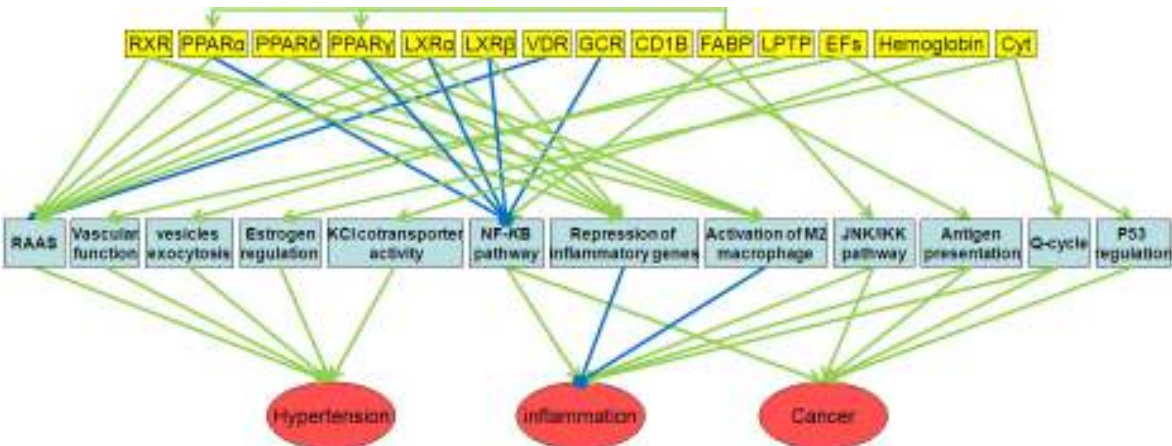 RXR PPARα PPARδ PPARγ LXRα LXRβ VDR GCR CD1B FABP LPTP EFs Hemoglobin Cyt
RAAS
Vascular
function
vesicles
exocytosis
Estrogen
regulation
KCl cotransporter
activity
NF-KB
pathway
Repression of
inflammatory genes
Activation of M2
macrophage
JNK/IKK
pathway
Antigen
presentation
Q-cycle
P53
regulation
Hypertension
inflammation
Cancer